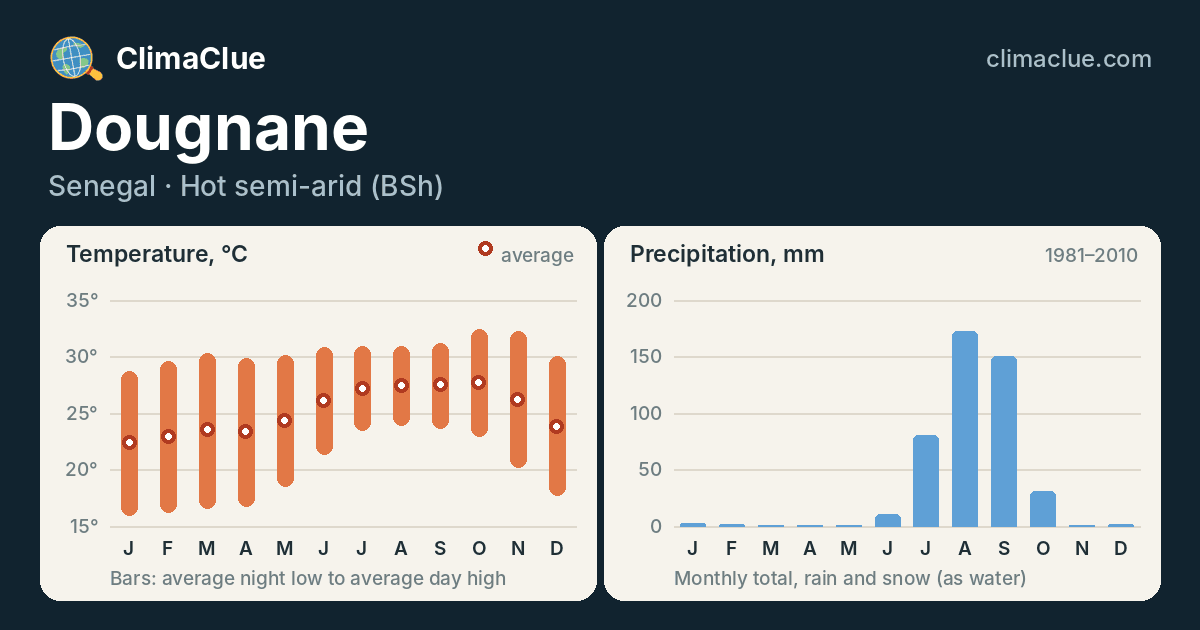 ClimaClue
climaclue.com
Dougnane
Senegal · Hot semi-arid (BSh)
Temperature, °C
average
35°
30°
25°
20°
15°
J F M A M J J A S O N D
Bars: average night low to average day high
Precipitation, mm
1981–2010
200
150
100
50
0
J F M A M J J A S O N D
Monthly total, rain and snow (as water)